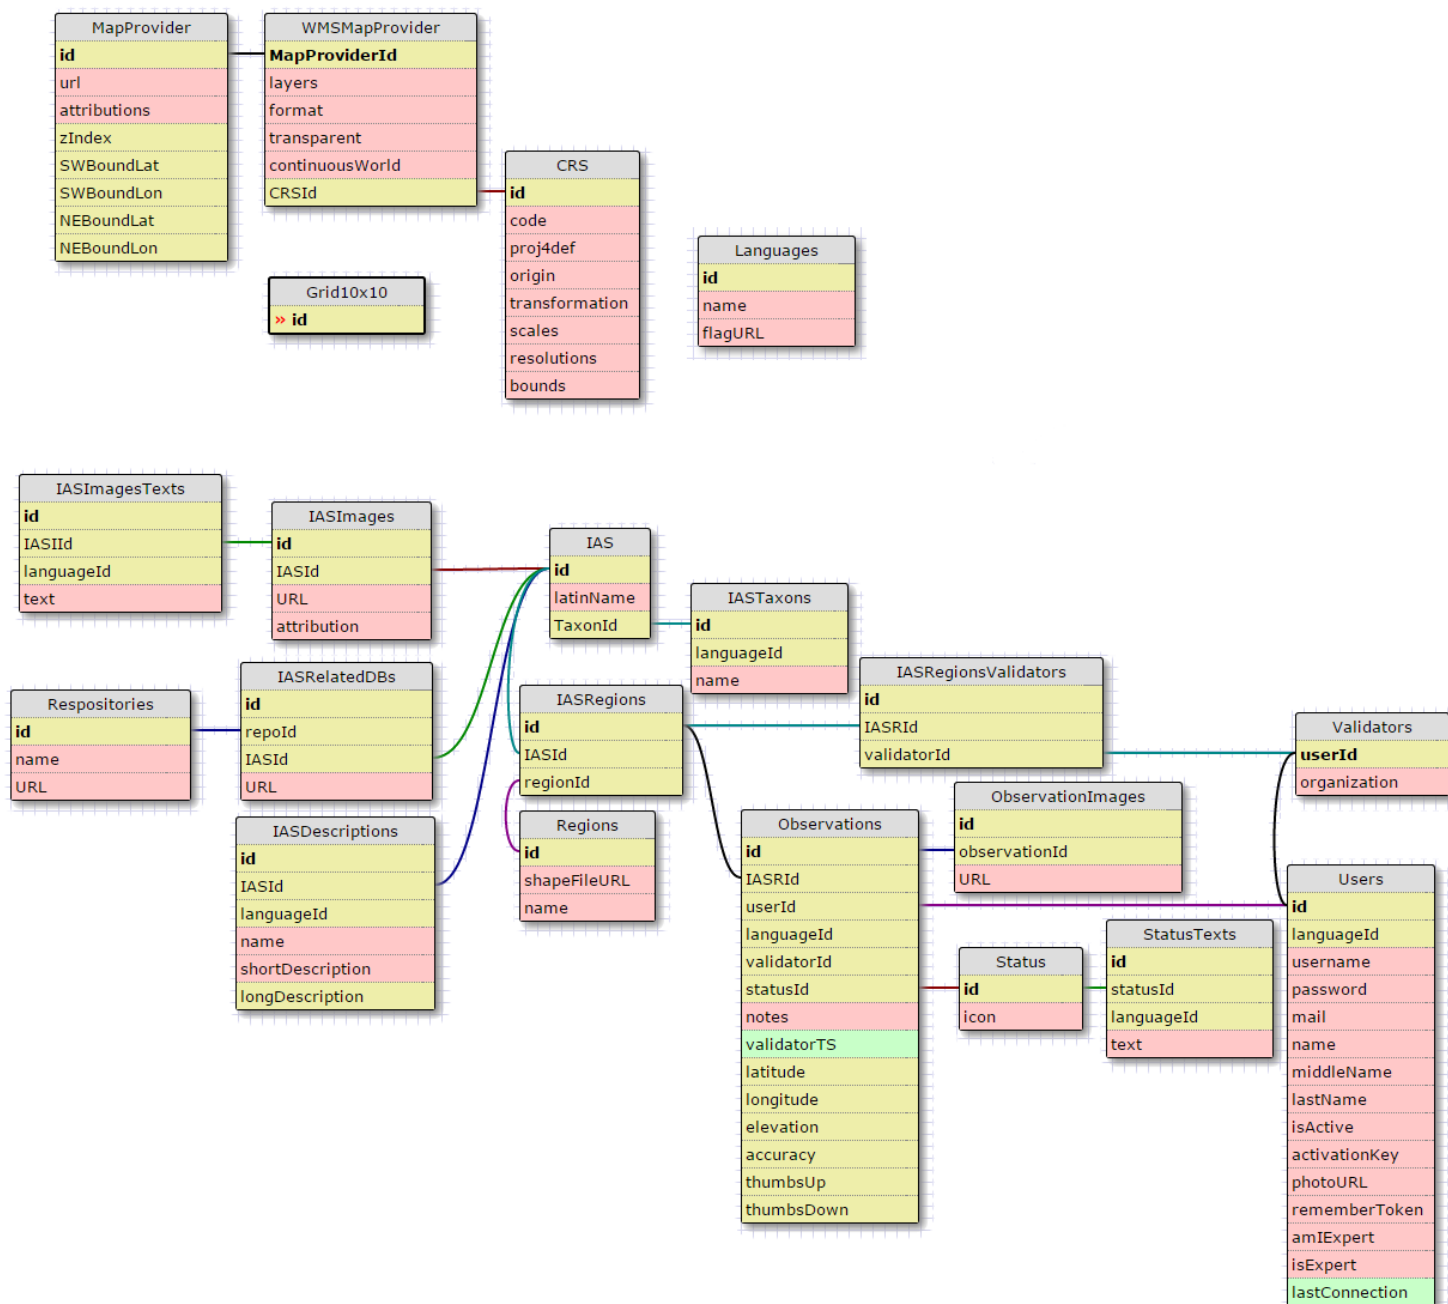 MapProvider
id
url
attributions
zIndex
SWBoundLat
SWBoundLon
NEBoundLat
NEBoundLon
WMSMapProvider
MapProviderId
layers
format
transparent
continuousWorld
CRSId
CRS
id
code
proj4def
origin
transformation
scales
resolutions
bounds
Grid10x10
» id
Languages
id
name
flagURL
IASImagesTexts
id
IASIId
languageId
text
IASImages
id
IASId
URL
attribution
IAS
id
latinName
TaxonId
IASTaxons
id
languageId
name
Respositories
id
name
URL
IASRelatedDBs
id
repoId
IASId
URL
IASRegions
id
IASId
regionId
IASRegionsValidators
id
IASRId
validatorId
Validators
userId
organization
IASDescriptions
id
IASId
languageId
name
shortDescription
longDescription
Regions
id
shapeFileURL
name
Observations
id
IASRId
userId
languageId
validatorId
statusId
notes
validatorTS
latitude
longitude
elevation
accuracy
thumbsUp
thumbsDown
ObservationImages
id
observationId
URL
Status
id
icon
StatusTexts
id
statusId
languageId
text
Users
id
languageId
username
password
mail
name
middleName
lastName
isActive
activationKey
photoURL
rememberToken
amIExpert
isExpert
lastConnection